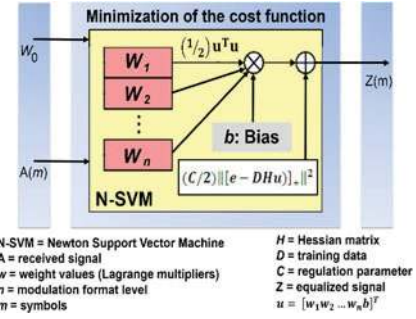 Minimization of the cost function
W₀
W₁
(1/2) uᵀu
W₂
⋮
Wₙ
b: Bias
(C/2)‖[e − DHu)]₊‖²
N-SVM
A(m)
Z(m)
N-SVM = Newton Support Vector Machine
A = received signal
w = weight values (Lagrange multipliers)
n = modulation format level
m = symbols
H = Hessian matrix
D = training data
C = regulation parameter
Z = equalized signal
u = [w₁w₂ ... wₙb]ᵀ